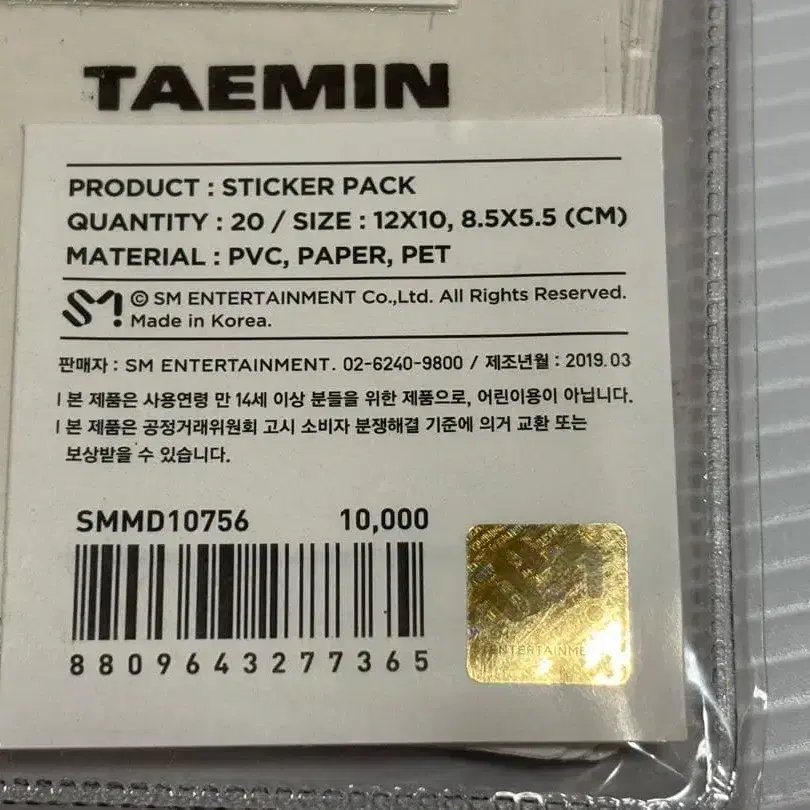 TAEMIN
PRODUCT : STICKER PACK
QUANTITY : 20 / SIZE : 12X10, 8.5X5.5 (CM)
MATERIAL : PVC, PAPER, PET
SM! © SM ENTERTAINMENT Co.,Ltd. All Rights Reserved.
Made in Korea.
판매자 : SM ENTERTAINMENT. 02-6240-9800 / 제조년월 : 2019.03
| 본 제품은 사용연령 만 14세 이상 분들을 위한 제품으로, 어린이용이 아닙니다.
| 본 제품은 공정거래위원회 고시 소비자 분쟁해결 기준에 의거 교환 또는
보상받을 수 있습니다.
SMMD10756 10,000
8809643277365
SM!
ENTERTAINME